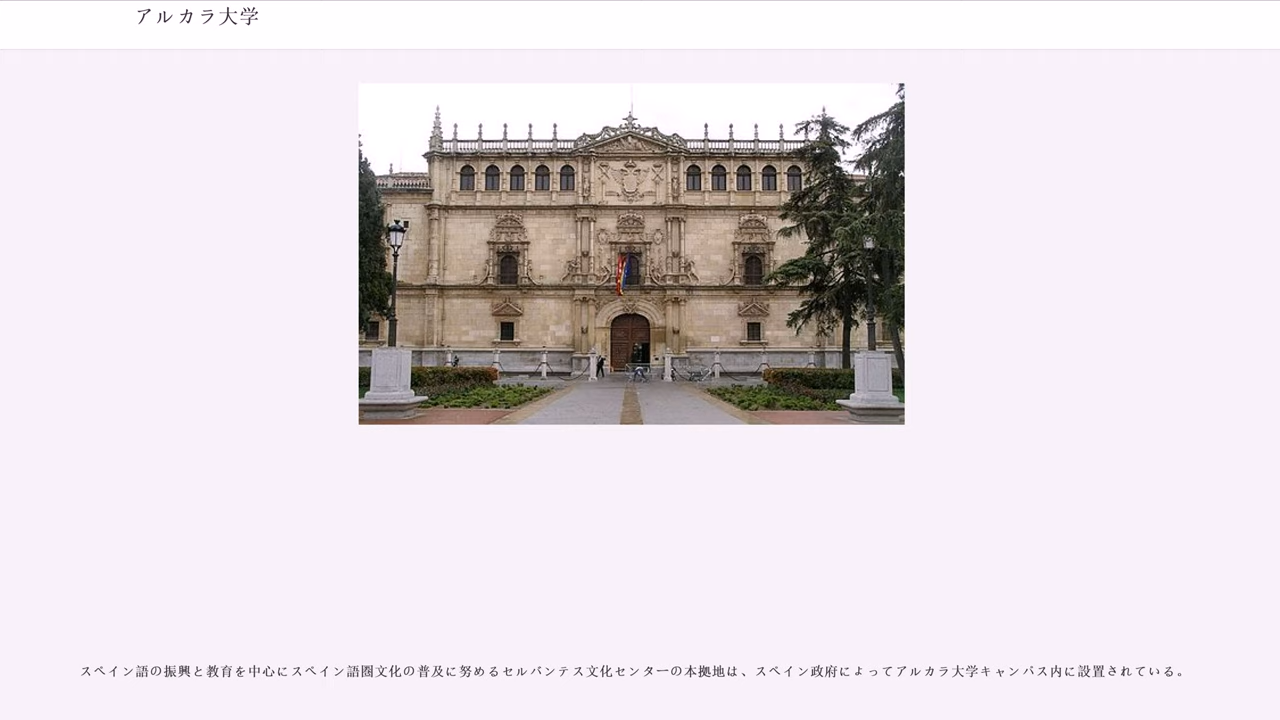 アルカラ大学
スペイン語の振興と教育を中心にスペイン語圏文化の普及に努めるセルバンテス文化センターの本拠地は、スペイン政府によってアルカラ大学キャンバス内に設置されている。